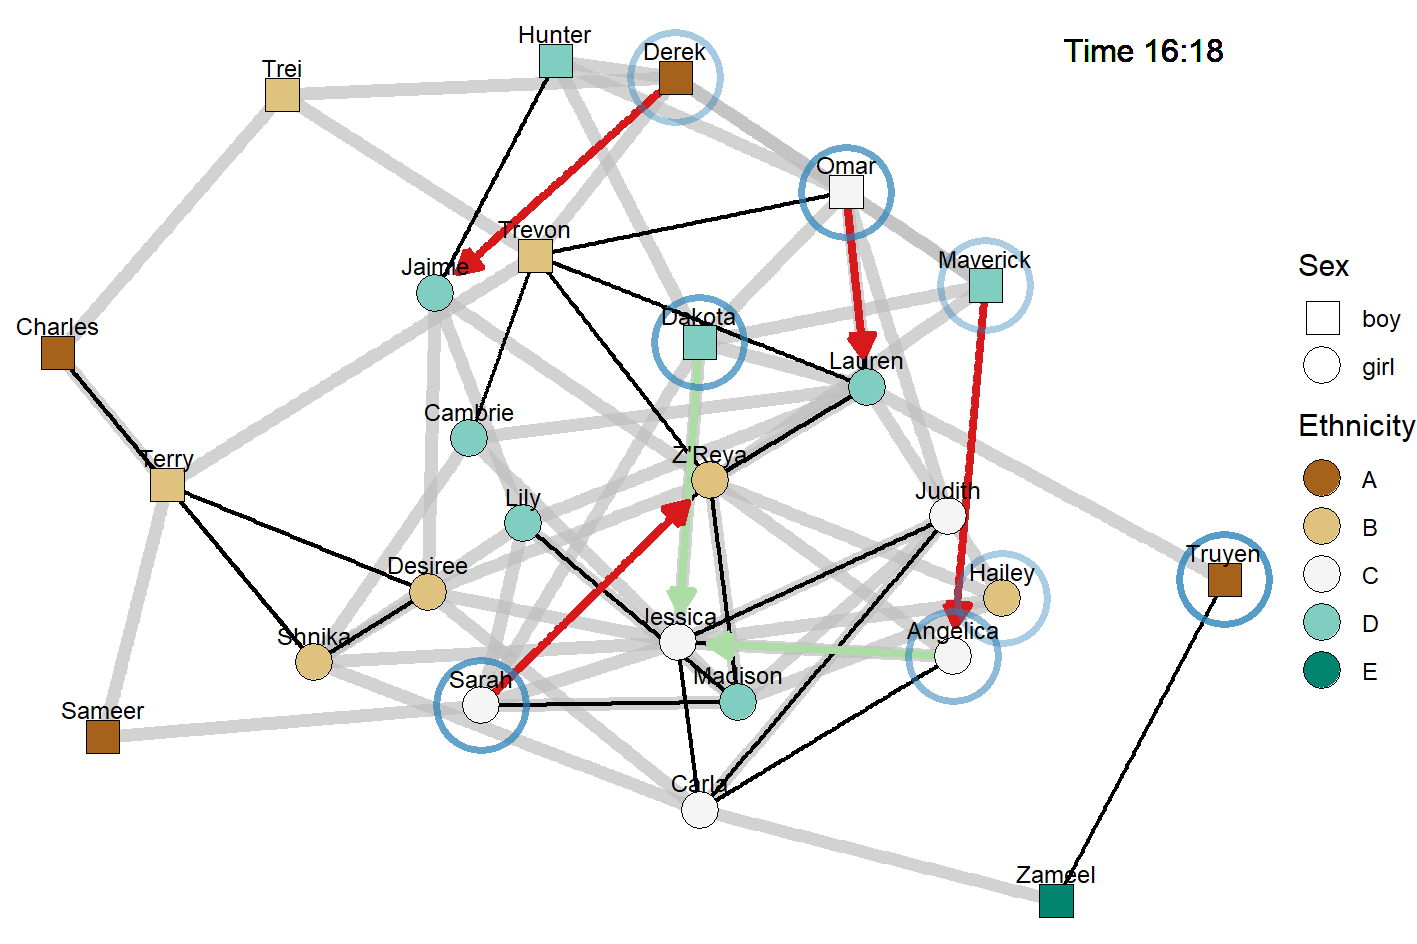 Hunter
Derek
Time 16:18
Trei
Omar
Trevon
Maverick
Jaimie
Sex
boy
girl
Charles
Dakota
Lauren
Cambrie
Ethnicity
A
B
C
D
E
Terry
Z'Reya
Lily
Judith
Desiree
Hailey
Truyen
Shnika
Jessica
Angelica
Sarah
Madison
Sameer
Carla
Zameel